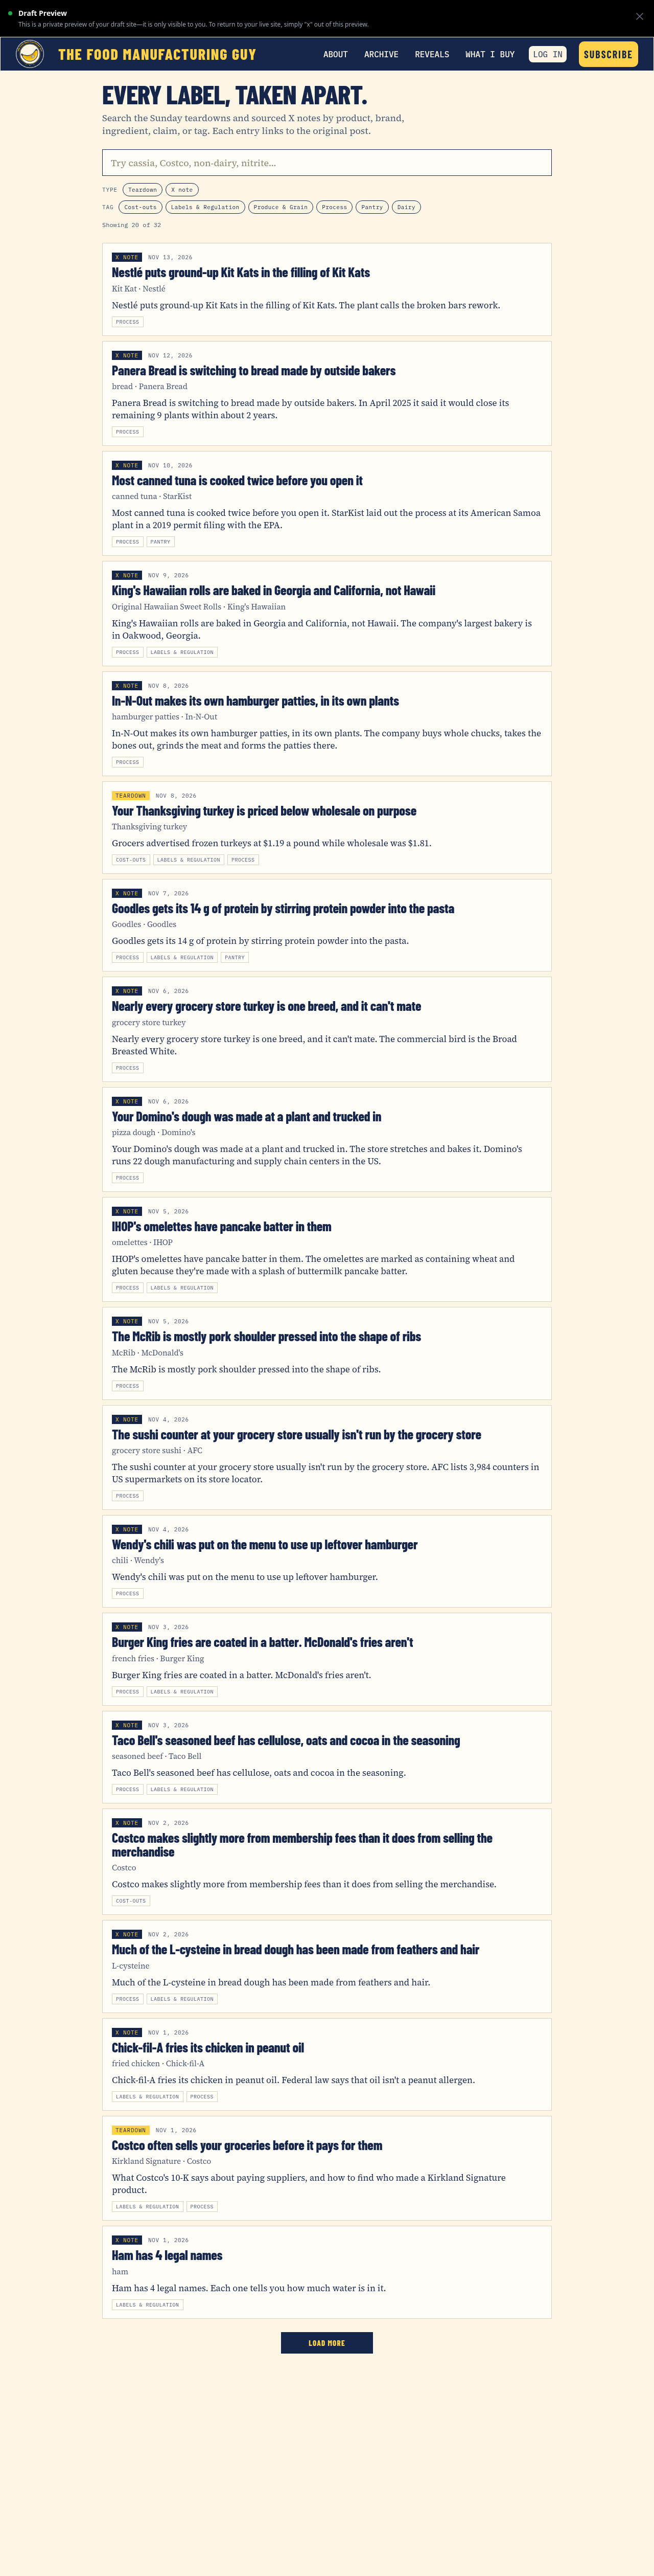 Draft Preview
This is a private preview of your draft site—it is only visible to you. To return to your live site, simply "x" out of this preview.
THE FOOD MANUFACTURING GUY
ABOUT
ARCHIVE
REVEALS
WHAT I BUY
LOG IN
SUBSCRIBE
EVERY LABEL, TAKEN APART.
Search the Sunday teardowns and sourced X notes by product, brand,
ingredient, claim, or tag. Each entry links to the original post.
Try cassia, Costco, non-dairy, nitrite...
TYPE Teardown X note
TAG Cost-outs Labels & Regulation Produce & Grain Process Pantry Dairy
Showing 20 of 32
X NOTE NOV 13, 2026
Nestlé puts ground-up Kit Kats in the filling of Kit Kats
Kit Kat · Nestlé
Nestlé puts ground-up Kit Kats in the filling of Kit Kats. The plant calls the broken bars rework.
PROCESS
X NOTE NOV 12, 2026
Panera Bread is switching to bread made by outside bakers
bread · Panera Bread
Panera Bread is switching to bread made by outside bakers. In April 2025 it said it would close its
remaining 9 plants within about 2 years.
PROCESS
X NOTE NOV 10, 2026
Most canned tuna is cooked twice before you open it
canned tuna · StarKist
Most canned tuna is cooked twice before you open it. StarKist laid out the process at its American Samoa
plant in a 2019 permit filing with the EPA.
PROCESS PANTRY
X NOTE NOV 9, 2026
King's Hawaiian rolls are baked in Georgia and California, not Hawaii
Original Hawaiian Sweet Rolls · King's Hawaiian
King's Hawaiian rolls are baked in Georgia and California, not Hawaii. The company's largest bakery is
in Oakwood, Georgia.
PROCESS LABELS & REGULATION
X NOTE NOV 8, 2026
In-N-Out makes its own hamburger patties, in its own plants
hamburger patties · In-N-Out
In-N-Out makes its own hamburger patties, in its own plants. The company buys whole chucks, takes the
bones out, grinds the meat and forms the patties there.
PROCESS
TEARDOWN NOV 8, 2026
Your Thanksgiving turkey is priced below wholesale on purpose
Thanksgiving turkey
Grocers advertised frozen turkeys at $1.19 a pound while wholesale was $1.81.
COST-OUTS LABELS & REGULATION PROCESS
X NOTE NOV 7, 2026
Goodles gets its 14 g of protein by stirring protein powder into the pasta
Goodles · Goodles
Goodles gets its 14 g of protein by stirring protein powder into the pasta.
PROCESS LABELS & REGULATION PANTRY
X NOTE NOV 6, 2026
Nearly every grocery store turkey is one breed, and it can't mate
grocery store turkey
Nearly every grocery store turkey is one breed, and it can't mate. The commercial bird is the Broad
Breasted White.
PROCESS
X NOTE NOV 6, 2026
Your Domino's dough was made at a plant and trucked in
pizza dough · Domino's
Your Domino's dough was made at a plant and trucked in. The store stretches and bakes it. Domino's
runs 22 dough manufacturing and supply chain centers in the US.
PROCESS
X NOTE NOV 5, 2026
IHOP's omelettes have pancake batter in them
omelettes · IHOP
IHOP's omelettes have pancake batter in them. The omelettes are marked as containing wheat and
gluten because they're made with a splash of buttermilk pancake batter.
PROCESS LABELS & REGULATION
X NOTE NOV 5, 2026
The McRib is mostly pork shoulder pressed into the shape of ribs
McRib · McDonald's
The McRib is mostly pork shoulder pressed into the shape of ribs.
PROCESS
X NOTE NOV 4, 2026
The sushi counter at your grocery store usually isn't run by the grocery store
grocery store sushi · AFC
The sushi counter at your grocery store usually isn't run by the grocery store. AFC lists 3,984 counters in
US supermarkets on its store locator.
PROCESS
X NOTE NOV 4, 2026
Wendy's chili was put on the menu to use up leftover hamburger
chili · Wendy's
Wendy's chili was put on the menu to use up leftover hamburger.
PROCESS
X NOTE NOV 3, 2026
Burger King fries are coated in a batter. McDonald's fries aren't
french fries · Burger King
Burger King fries are coated in a batter. McDonald's fries aren't.
PROCESS LABELS & REGULATION
X NOTE NOV 3, 2026
Taco Bell's seasoned beef has cellulose, oats and cocoa in the seasoning
seasoned beef · Taco Bell
Taco Bell's seasoned beef has cellulose, oats and cocoa in the seasoning.
PROCESS LABELS & REGULATION
X NOTE NOV 2, 2026
Costco makes slightly more from membership fees than it does from selling the
merchandise
Costco
Costco makes slightly more from membership fees than it does from selling the merchandise.
COST-OUTS
X NOTE NOV 2, 2026
Much of the L-cysteine in bread dough has been made from feathers and hair
L-cysteine
Much of the L-cysteine in bread dough has been made from feathers and hair.
PROCESS LABELS & REGULATION
X NOTE NOV 1, 2026
Chick-fil-A fries its chicken in peanut oil
fried chicken · Chick-fil-A
Chick-fil-A fries its chicken in peanut oil. Federal law says that oil isn't a peanut allergen.
LABELS & REGULATION PROCESS
TEARDOWN NOV 1, 2026
Costco often sells your groceries before it pays for them
Kirkland Signature · Costco
What Costco's 10-K says about paying suppliers, and how to find who made a Kirkland Signature
product.
LABELS & REGULATION PROCESS
X NOTE NOV 1, 2026
Ham has 4 legal names
ham
Ham has 4 legal names. Each one tells you how much water is in it.
LABELS & REGULATION
LOAD MORE